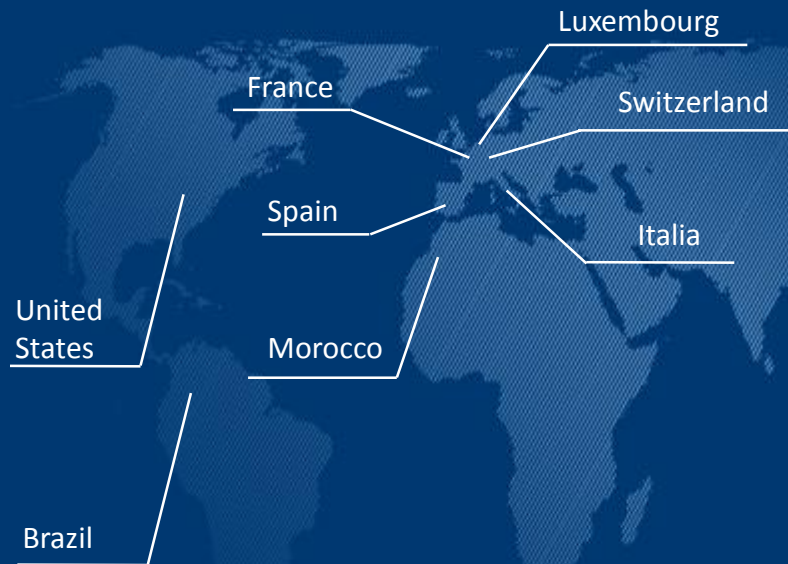 Luxembourg
France
Switzerland
Spain
Italia
United
States
Morocco
Brazil